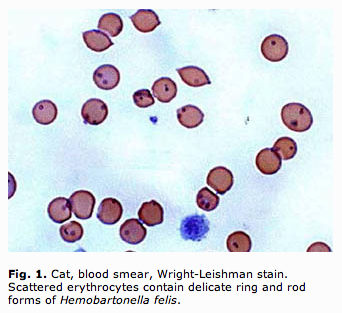 Fig. 1. Cat, blood smear, Wright-Leishman stain.
Scattered erythrocytes contain delicate ring and rod
forms of Hemobartonella felis.